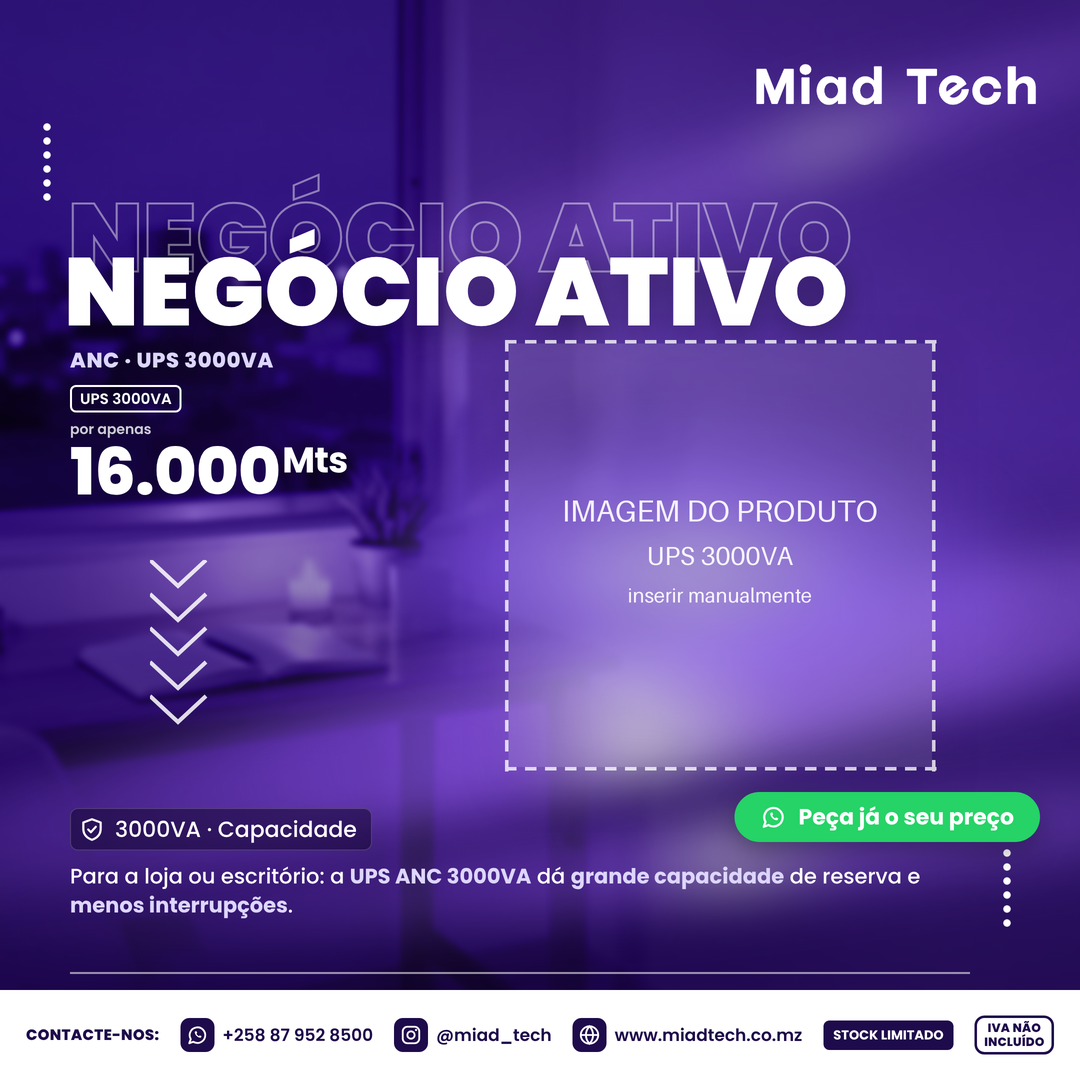 Miad Tech
NEGÓCIO ATIVO
NEGÓCIO ATIVO
ANC · UPS 3000VA
UPS 3000VA
por apenas
16.000Mts
IMAGEM DO PRODUTO
UPS 3000VA
inserir manualmente
Peça já o seu preço
3000VA · Capacidade
Para a loja ou escritório: a UPS ANC 3000VA dá grande capacidade de reserva e
menos interrupções.
CONTACTE-NOS: +258 87 952 8500 @miad_tech www.miadtech.co.mz STOCK LIMITADO
IVA NÃO
INCLUÍDO